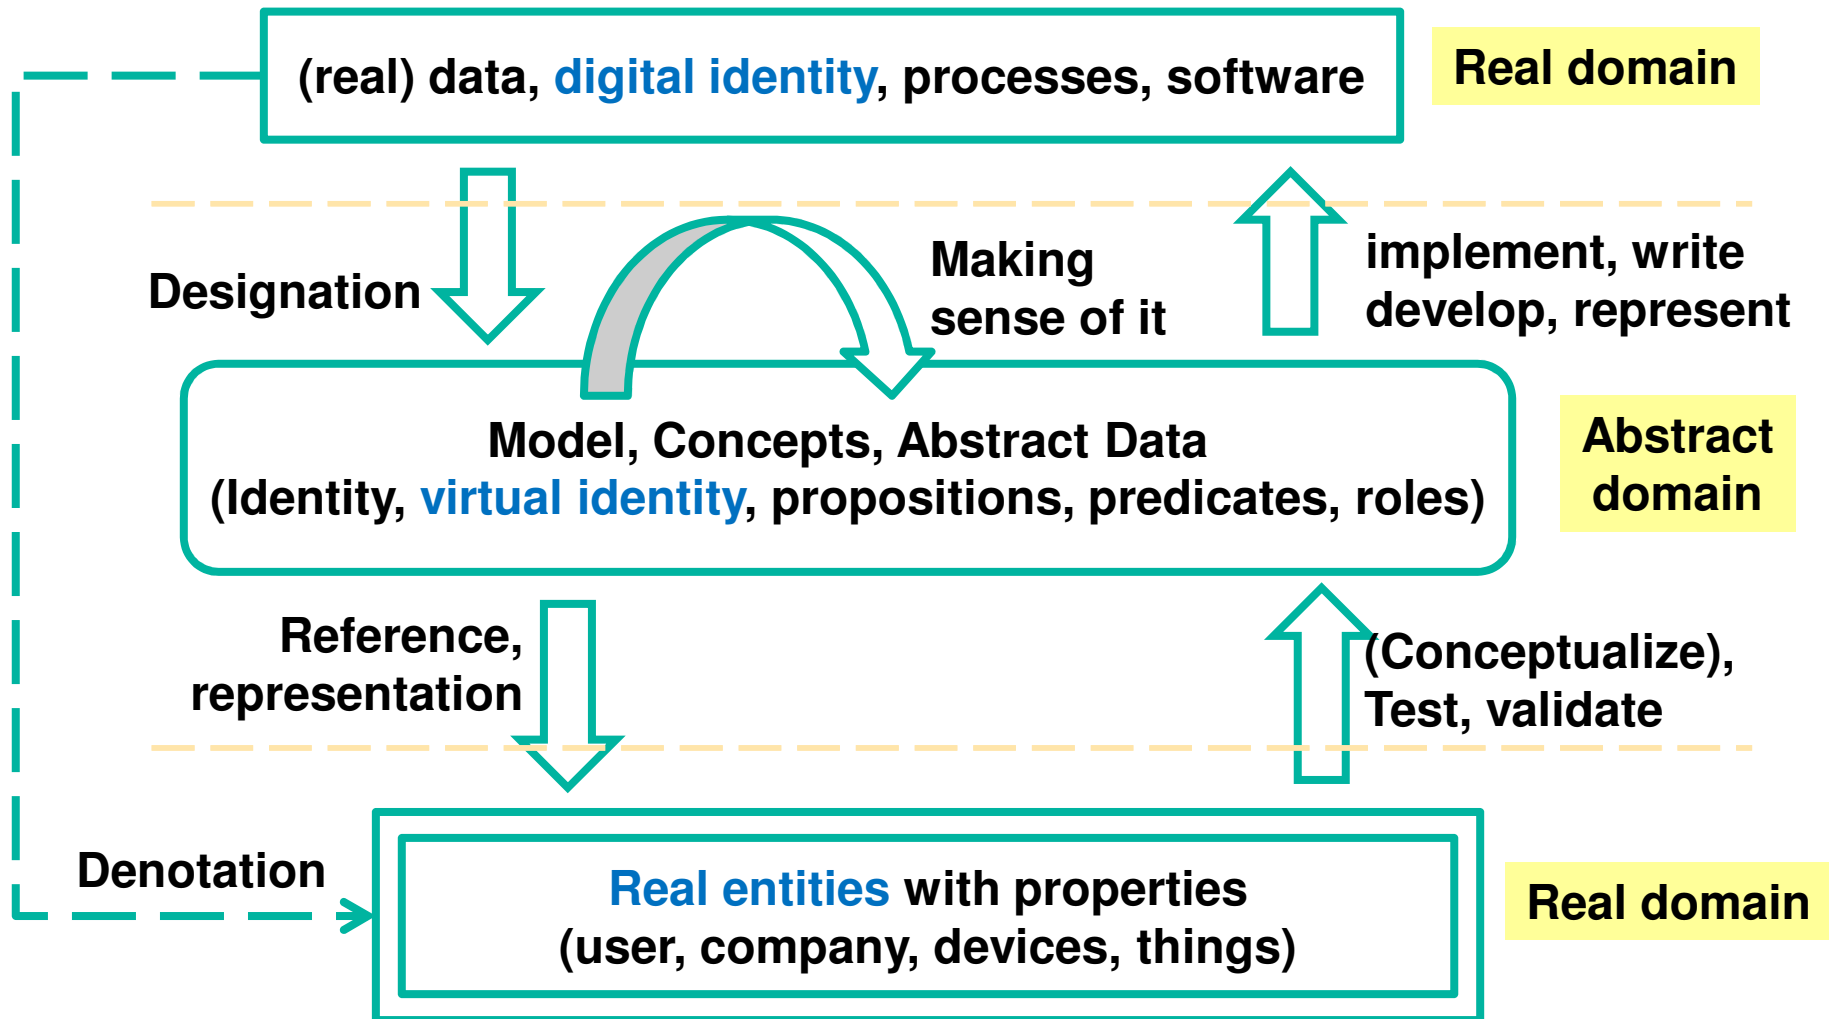 (real) data, digital identity, processes, software
Real domain
Designation
Making
sense of it
implement, write
develop, represent
Model, Concepts, Abstract Data
(Identity, virtual identity, propositions, predicates, roles)
Abstract
domain
Reference,
representation
(Conceptualize),
Test, validate
Denotation
Real entities with properties
(user, company, devices, things)
Real domain